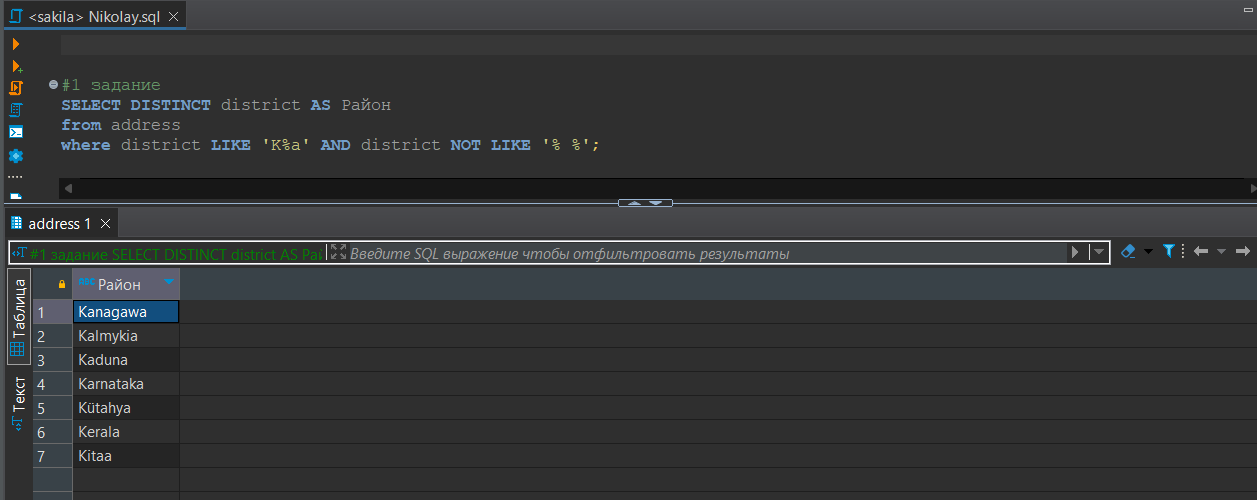 <sakila> Nikolay.sql
#1 задание
SELECT DISTINCT district AS Район
from address
where district LIKE 'K%a' AND district NOT LIKE '% %';
address 1
#1 задание SELECT DISTINCT district AS Рай
Введите SQL выражение чтобы отфильтровать результаты
Таблица
Текст
ABC Район
1 Kanagawa
2 Kalmykia
3 Kaduna
4 Karnataka
5 Kütahya
6 Kerala
7 Kitaa